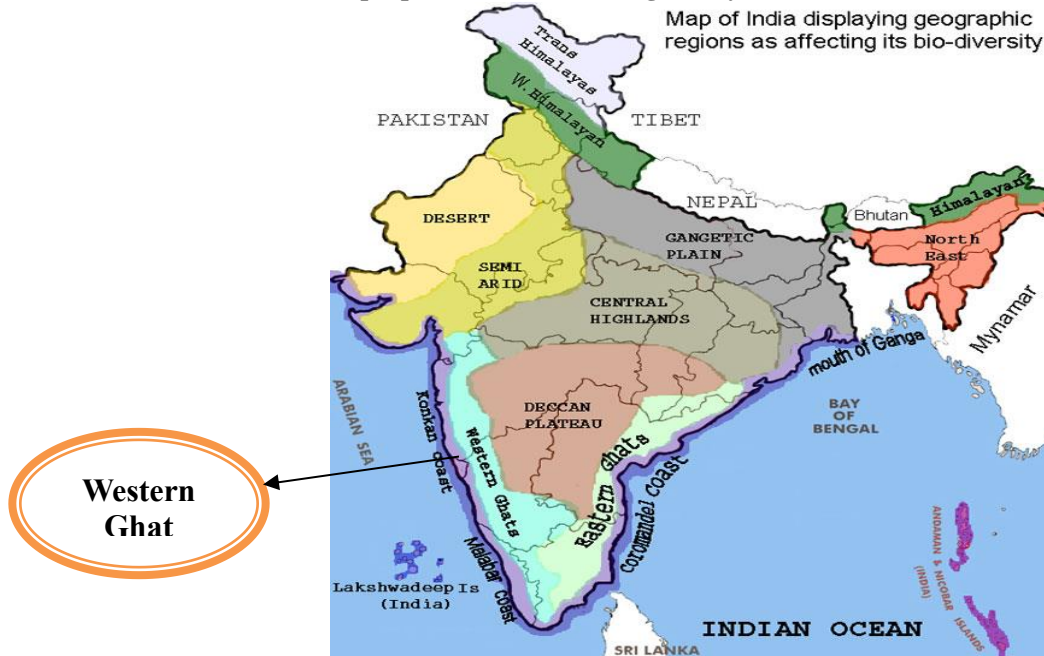 Map of India displaying geographic
regions as affecting its bio-diversity
Trans
Himalayas
W. Himalayan
PAKISTAN
TIBET
NEPAL
Bhutan
Himalayan
DESERT
GANGETIC
PLAIN
North
East
SEMI
ARID
CENTRAL
HIGHLANDS
Mynamar
mouth of Ganga
ARABIAN SEA
Konkan coast
DECCAN
PLATEAU
BAY
OF
BENGAL
Western Ghats
Eastern Ghats
Coromandel Coast
Western
Ghat
Malabar coast
Lakshwadeep Is
(India)
ANDAMAN & NICOBAR ISLANDS
(INDIA)
INDIAN OCEAN
SRI LANKA